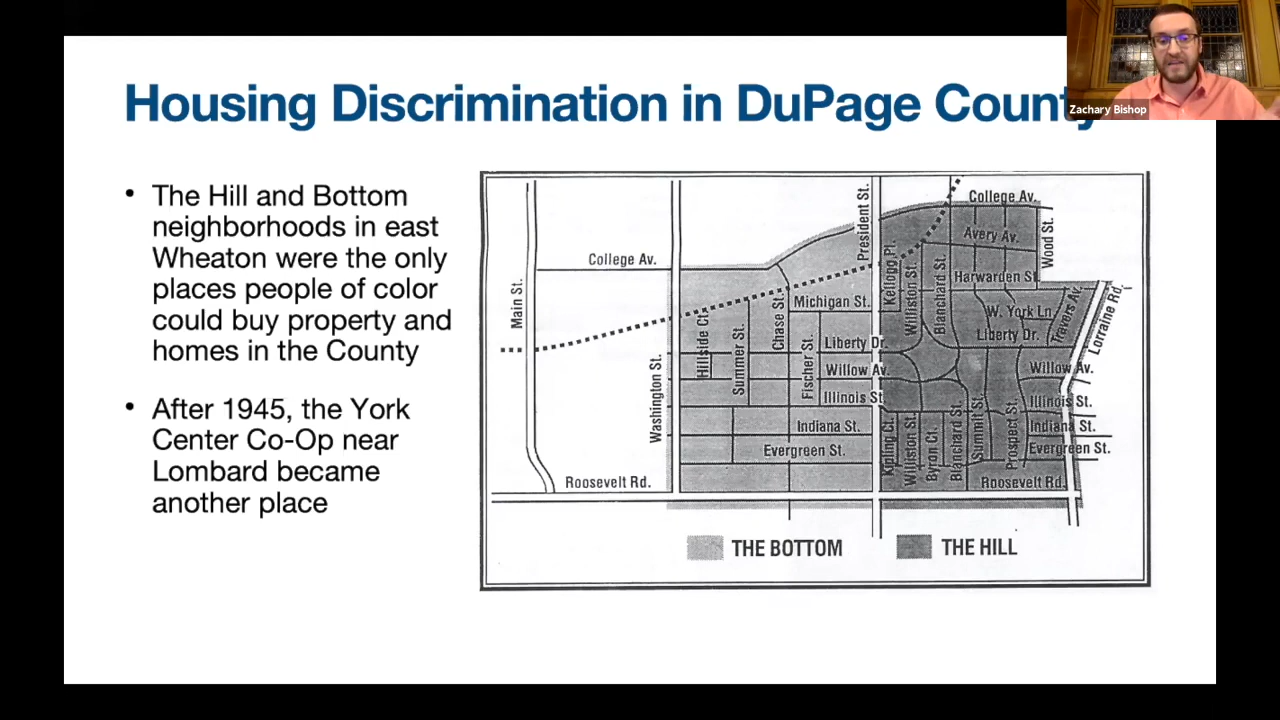 Housing Discrimination in DuPage County
Zachary Bishop
• The Hill and Bottom
neighborhoods in east
Wheaton were the only
places people of color
could buy property and
homes in the County
• After 1945, the York
Center Co-Op near
Lombard became
another place
College Av.
Avery Av.
Wood St.
President St.
Kellogg Pl.
College Av.
Harwarden St.
Main St.
Michigan St.
Williston St.
Blanchard St.
W. York Ln.
Travers Av.
Lorraine Rd.
Hillside Ct.
Summer St.
Chase St.
Fischer St.
Liberty Dr.
Liberty Dr.
Willow Av.
Willow Av.
Washington St.
Illinois St.
Illinois St.
Indiana St.
Indiana St.
Evergreen St.
Evergreen St.
Kipling Ct.
Williston St.
Byron Ct.
Blanchard St.
Summit St.
Prospect St.
Roosevelt Rd.
Roosevelt Rd.
THE BOTTOM
THE HILL